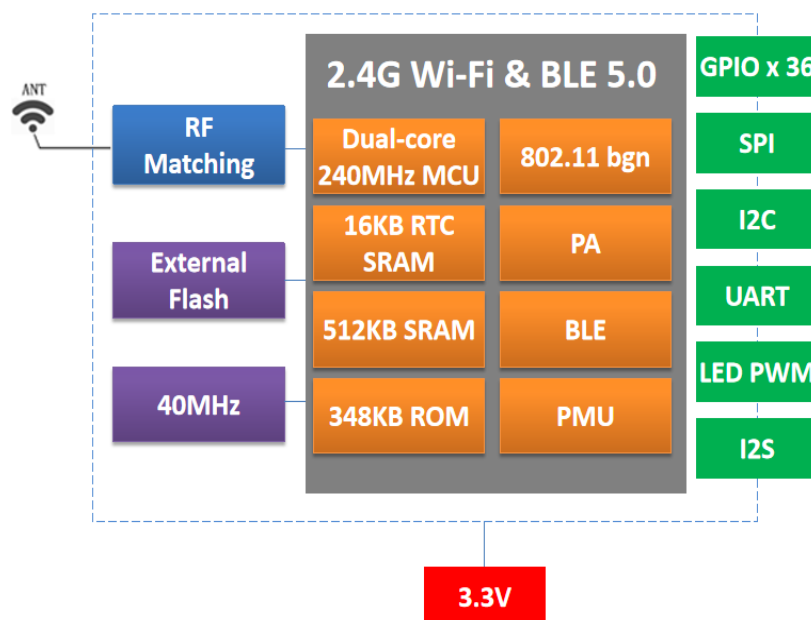 ANT
RF
Matching
External
Flash
40MHz
2.4G Wi-Fi & BLE 5.0
Dual-core
240MHz MCU
802.11 bgn
16KB RTC
SRAM
PA
512KB SRAM
BLE
348KB ROM
PMU
GPIO x 36
SPI
I2C
UART
LED PWM
I2S
3.3V